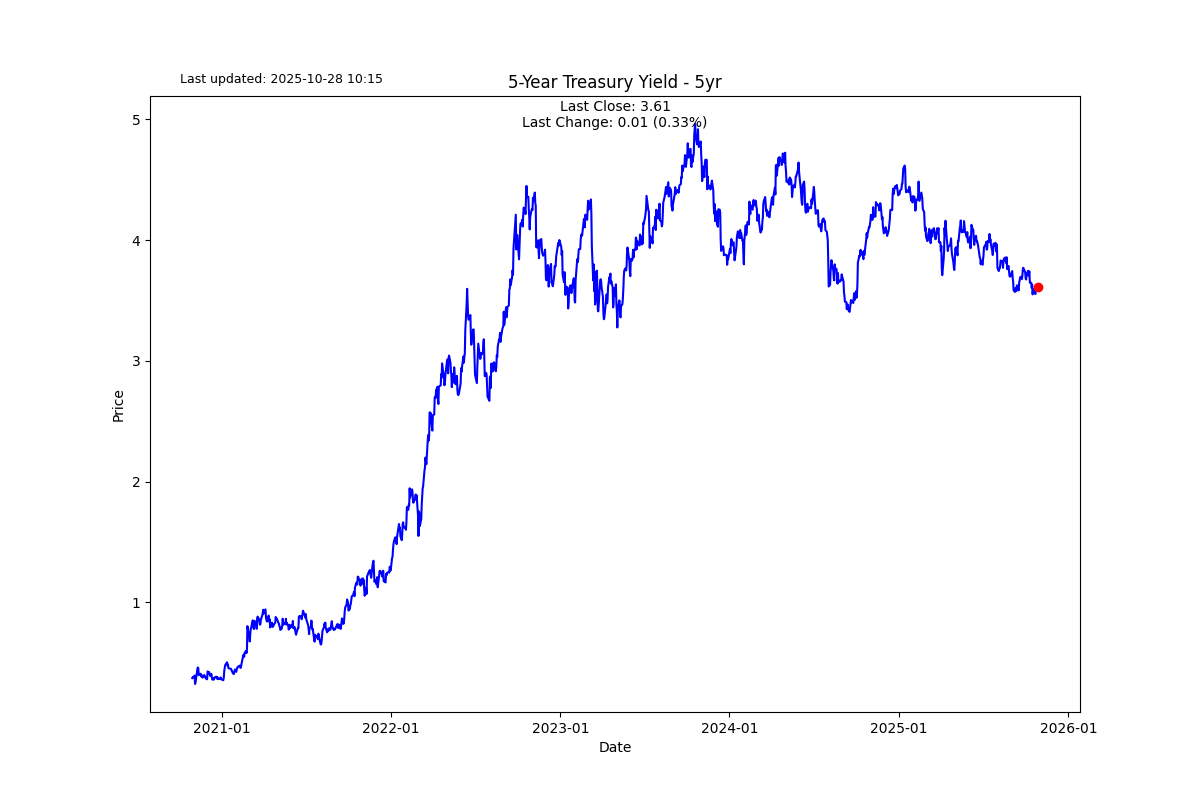 Last updated: 2025-10-28 10:15
5-Year Treasury Yield - 5yr
Last Close: 3.61
Last Change: 0.01 (0.33%)
5
4
3
2
1
Price
2021-01
2022-01
2023-01
2024-01
2025-01
2026-01
Date